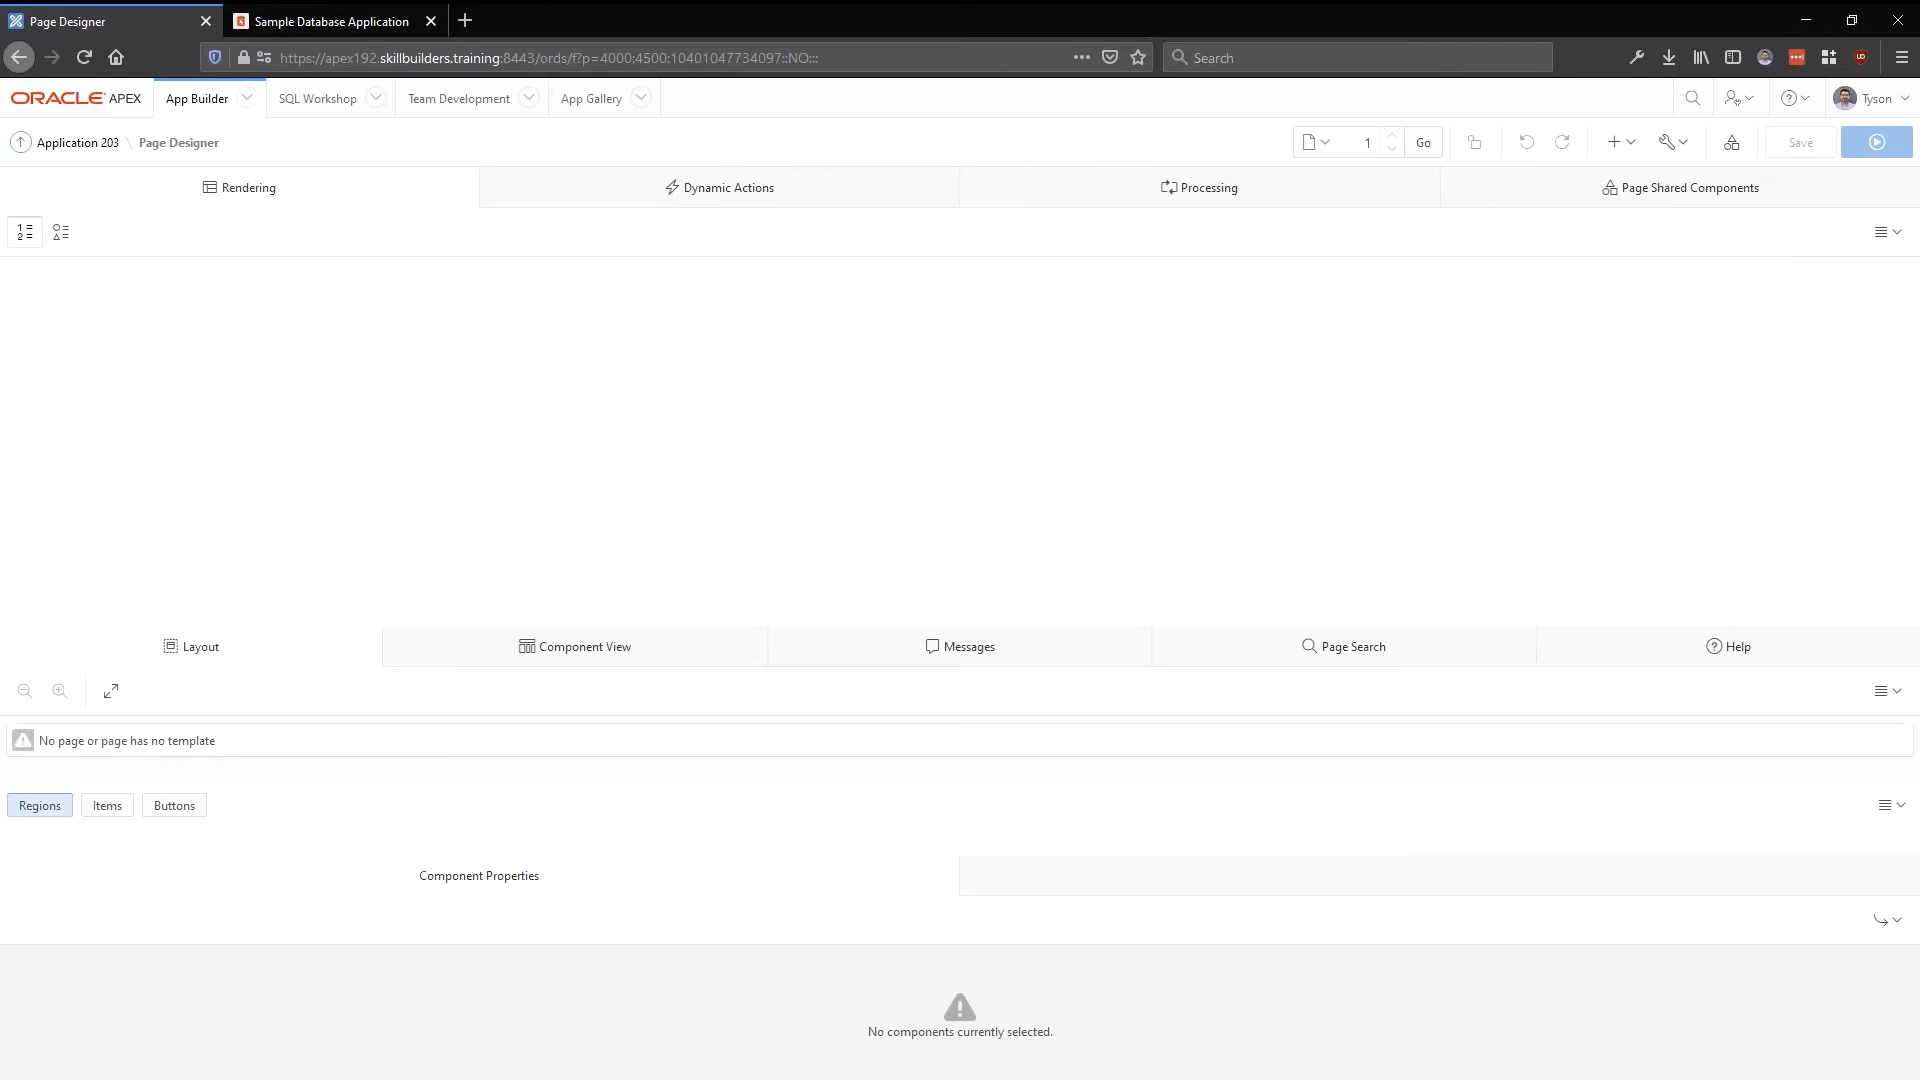 Page Designer
Sample Database Application
https://apex192.skillbuilders.training:8443/ords/f?p=4000:4500:10401047734097::NO:::
Search
ORACLE APEX
App Builder
SQL Workshop
Team Development
App Gallery
Tyson
Application 203 \ Page Designer
1
Go
Save
Rendering
Dynamic Actions
Processing
Page Shared Components
Layout
Component View
Messages
Page Search
Help
No page or page has no template
Regions
Items
Buttons
Component Properties
No components currently selected.